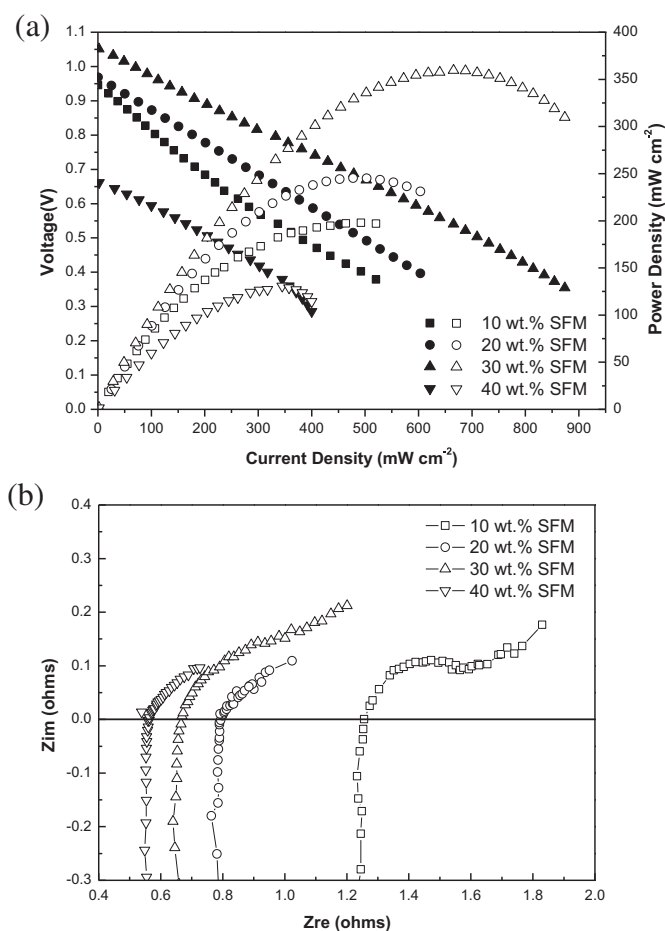 (a)
1.1
1.0
0.9
0.8
0.7
0.6
0.5
0.4
0.3
0.2
0.1
0.0
Voltage(V)
400
350
300
250
200
150
100
50
0
Power Density (mW cm-2)
10 wt.% SFM
20 wt.% SFM
30 wt.% SFM
40 wt.% SFM
0 100 200 300 400 500 600 700 800 900
Current Density (mW cm-2)
(b)
0.4
0.3
0.2
0.1
0.0
-0.1
-0.2
-0.3
Zim (ohms)
10 wt.% SFM
20 wt.% SFM
30 wt.% SFM
40 wt.% SFM
0.4 0.6 0.8 1.0 1.2 1.4 1.6 1.8 2.0
Zre (ohms)